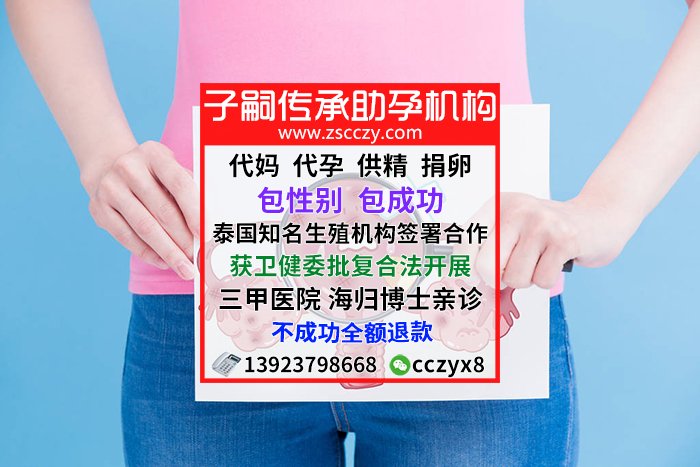 子嗣传承助孕机构
www.zscczy.com
代妈 代孕 供精 捐卵
包性别 包成功
泰国知名生殖机构签署合作
获卫健委批复合法开展
三甲医院 海归博士亲诊
不成功全额退款
13923798668 cczyx8